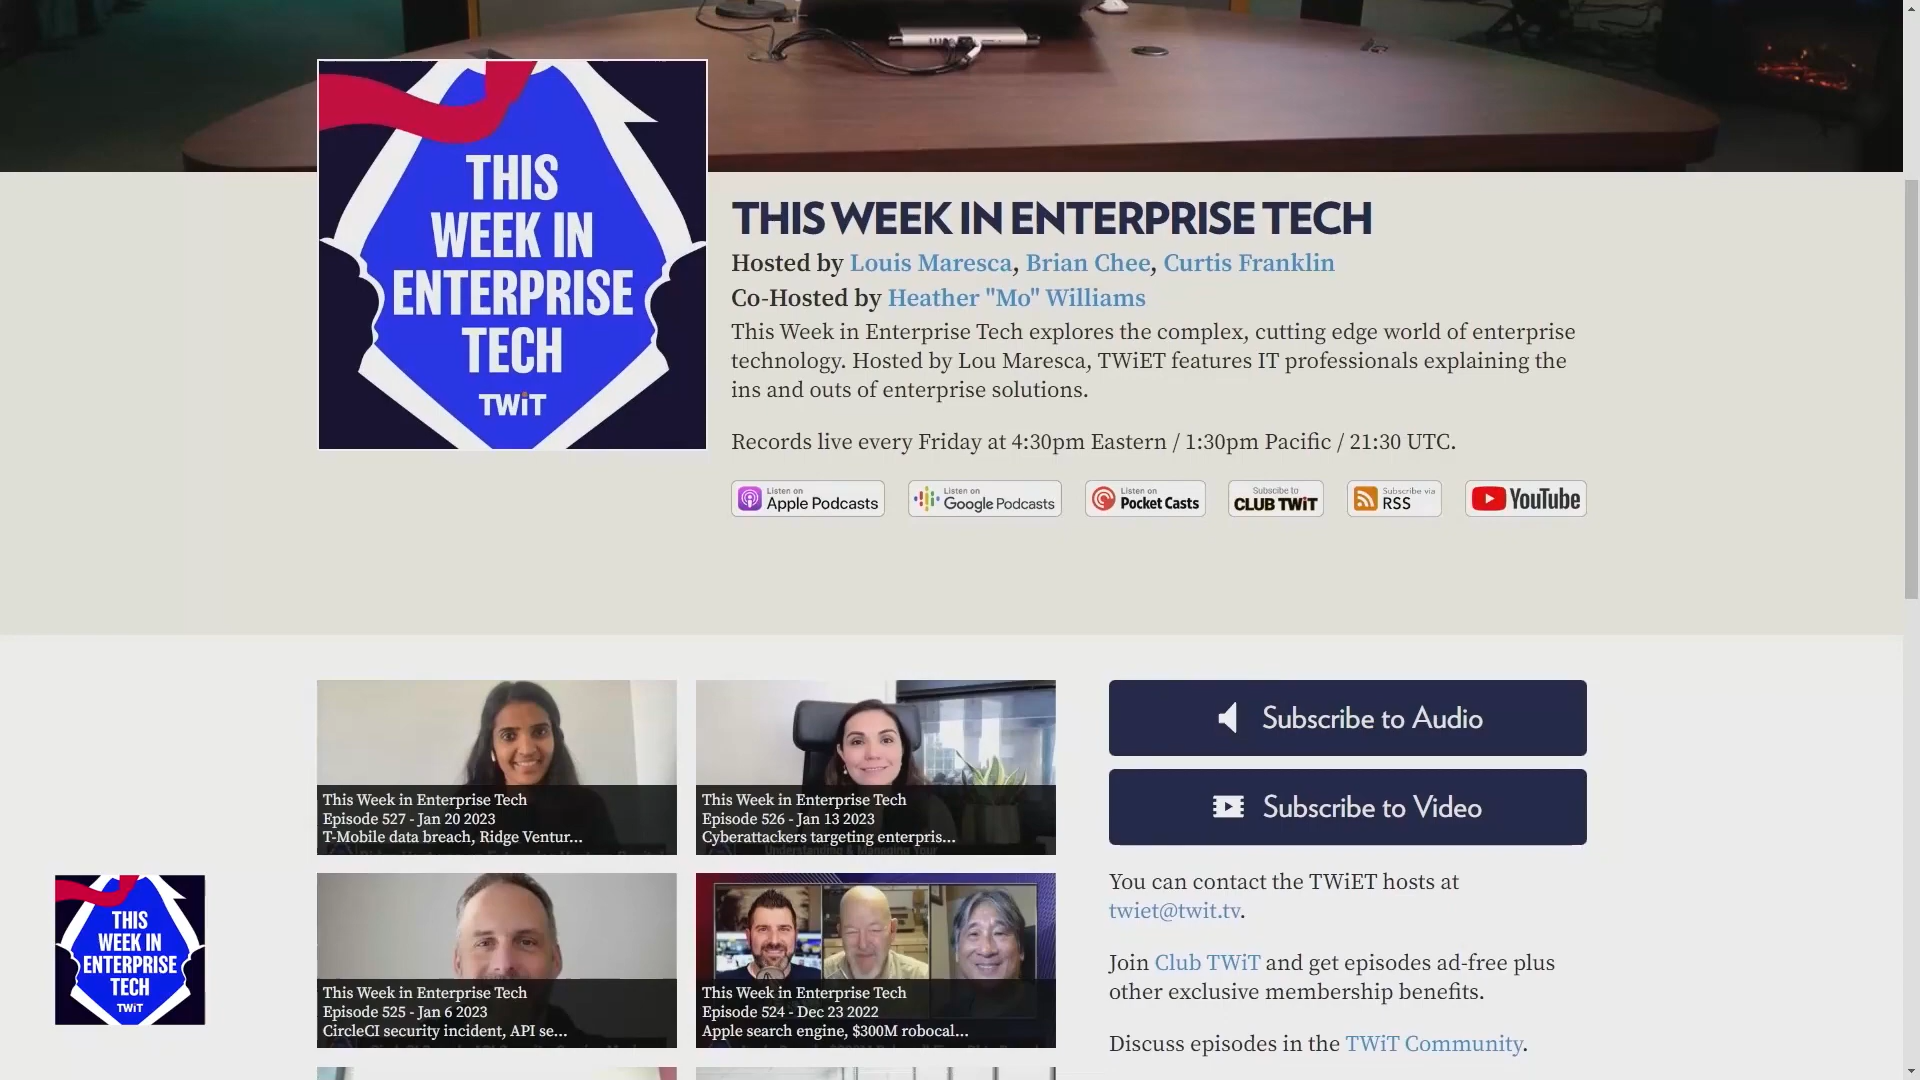 THIS
WEEK IN
ENTERPRISE
TECH
TWiT
THIS WEEK IN ENTERPRISE TECH
Hosted by Louis Maresca, Brian Chee, Curtis Franklin
Co-Hosted by Heather "Mo" Williams
This Week in Enterprise Tech explores the complex, cutting edge world of enterprise
technology. Hosted by Lou Maresca, TWiET features IT professionals explaining the
ins and outs of enterprise solutions.
Records live every Friday at 4:30pm Eastern / 1:30pm Pacific / 21:30 UTC.
Listen on
Apple Podcasts
Listen on
Google Podcasts
Listen on
Pocket Casts
Subscribe to
CLUB TWiT
Subscribe via
RSS
YouTube
This Week in Enterprise Tech
Episode 527 - Jan 20 2023
T-Mobile data breach, Ridge Ventur...
This Week in Enterprise Tech
Episode 526 - Jan 13 2023
Cyberattackers targeting enterpris...
Understanding & Managing Your
This Week in Enterprise Tech
Episode 525 - Jan 6 2023
CircleCI security incident, API se...
This Week in Enterprise Tech
Episode 524 - Dec 23 2022
Apple search engine, $300M robocal...
Subscribe to Audio
Subscribe to Video
You can contact the TWiET hosts at
twiet@twit.tv.
Join Club TWiT and get episodes ad-free plus
other exclusive membership benefits.
Discuss episodes in the TWiT Community.
THIS
WEEK IN
ENTERPRISE
TECH
TWiT